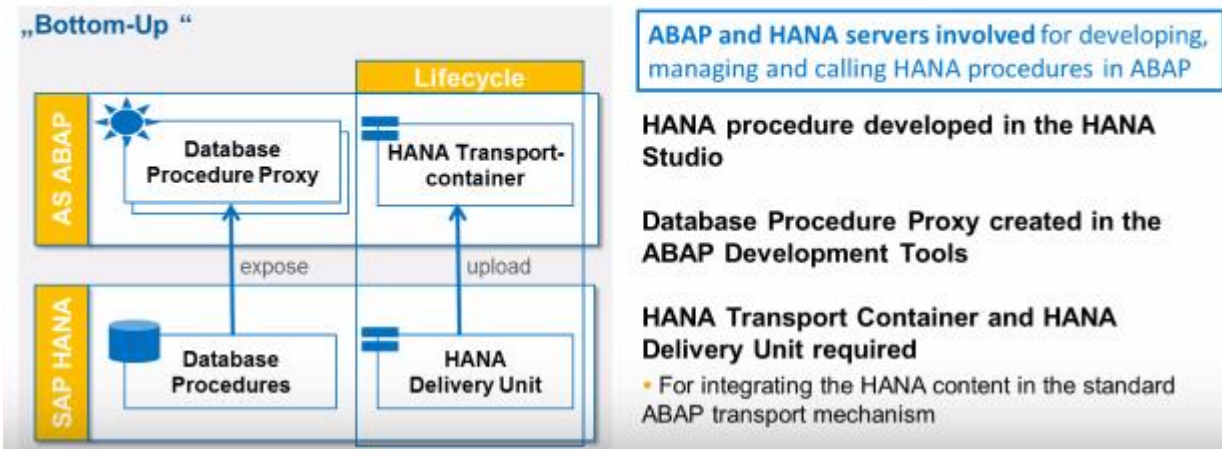 „Bottom-Up “
Lifecycle
AS ABAP
Database
Procedure Proxy
HANA Transport-
container
expose
upload
SAP HANA
Database
Procedures
HANA
Delivery Unit
ABAP and HANA servers involved for developing,
managing and calling HANA procedures in ABAP
HANA procedure developed in the HANA
Studio
Database Procedure Proxy created in the
ABAP Development Tools
HANA Transport Container and HANA
Delivery Unit required
• For integrating the HANA content in the standard
ABAP transport mechanism